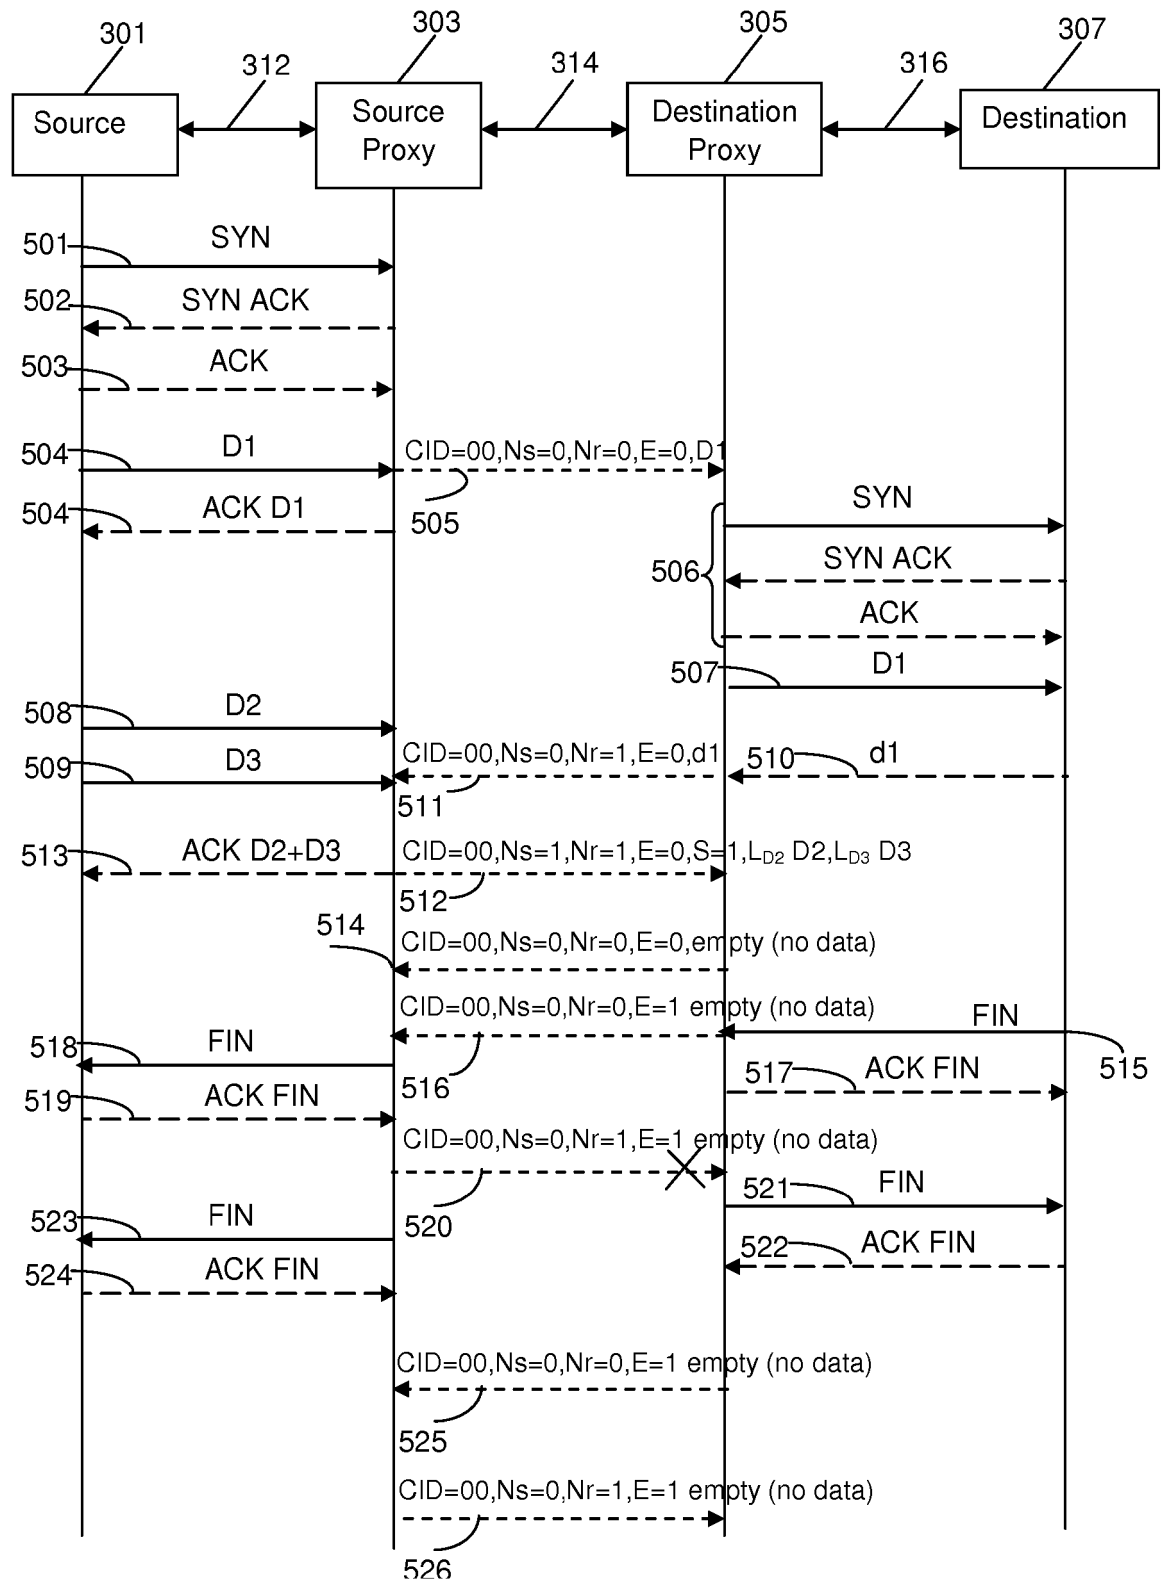 301
303
305
307
312
314
316
Source
Source
Proxy
Destination
Proxy
Destination
501
SYN
502
SYN ACK
503
ACK
504
D1
CID=00,Ns=0,Nr=0,E=0,D1
504
ACK D1
505
SYN
506
SYN ACK
ACK
507
D1
508
D2
509
D3
CID=00,Ns=0,Nr=1,E=0,d1
510
d1
511
513
ACK D2+D3
CID=00,Ns=1,Nr=1,E=0,S=1,LD2 D2,LD3 D3
512
514
CID=00,Ns=0,Nr=0,E=0,empty (no data)
CID=00,Ns=0,Nr=0,E=1 empty (no data)
FIN
515
518
FIN
516
517
ACK FIN
519
ACK FIN
CID=00,Ns=0,Nr=1,E=1 empty (no data)
520
521
FIN
523
FIN
522
ACK FIN
524
ACK FIN
CID=00,Ns=0,Nr=0,E=1 empty (no data)
525
CID=00,Ns=0,Nr=1,E=1 empty (no data)
526